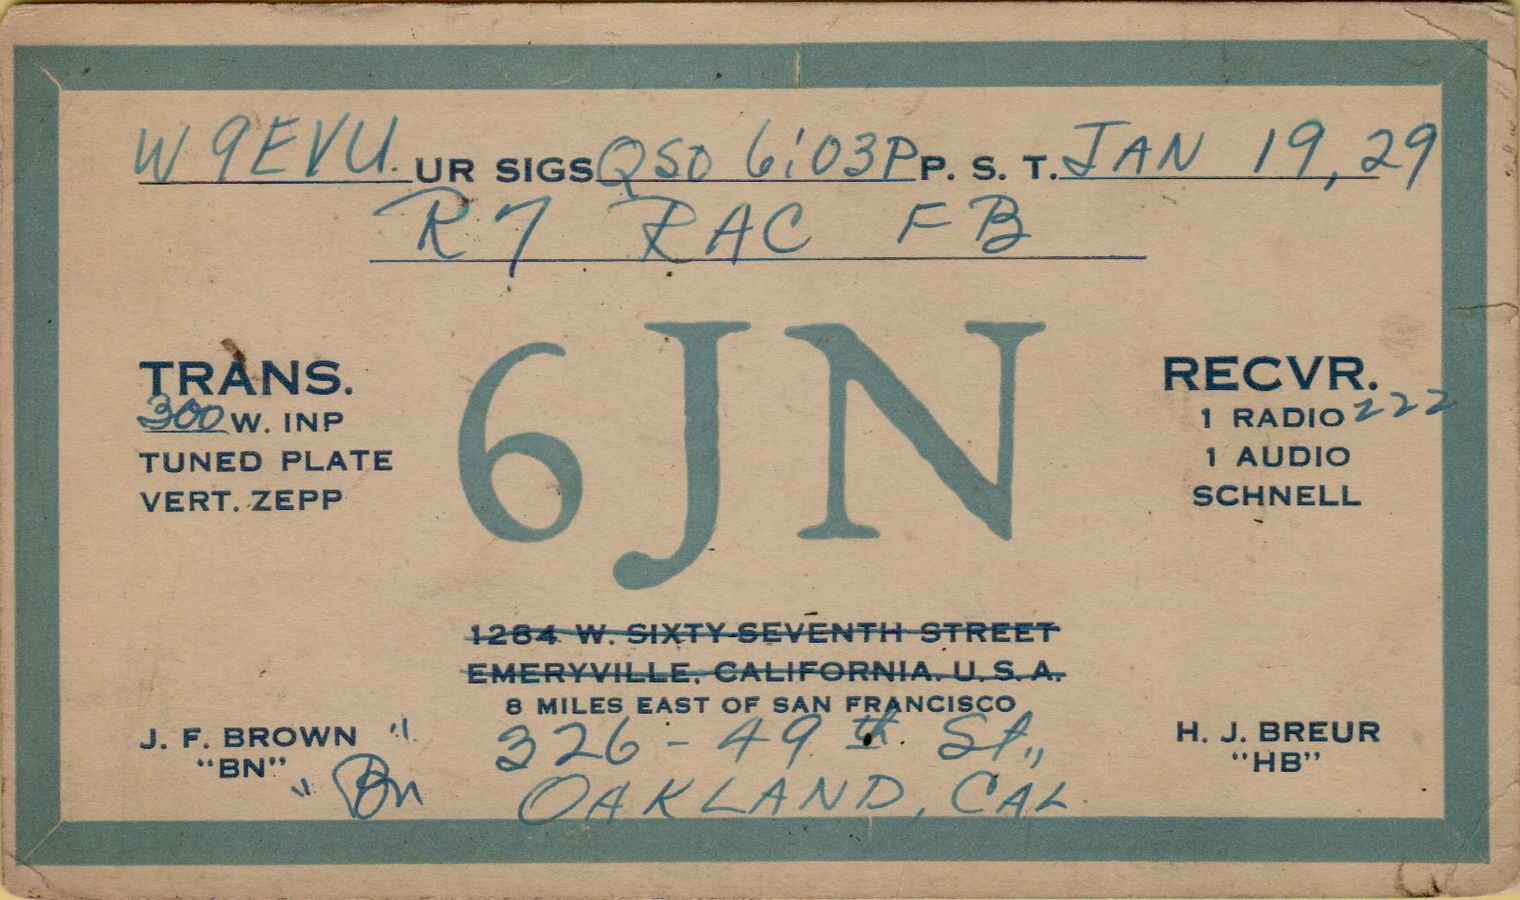 W9EVU. UR SIGS QSO 6:03P P. S. T. JAN 19, 29
R7 RAC FB
TRANS.
300 W. INP
TUNED PLATE
VERT. ZEPP
6JN
RECVR.
1 RADIO 222
1 AUDIO
SCHNELL
1264 W. SIXTY-SEVENTH STREET
EMERYVILLE, CALIFORNIA, U. S. A.
8 MILES EAST OF SAN FRANCISCO
326 - 49th St.,
OAKLAND, CAL
J. F. BROWN
"BN"
"Bn"
H. J. BREUR
"HB"